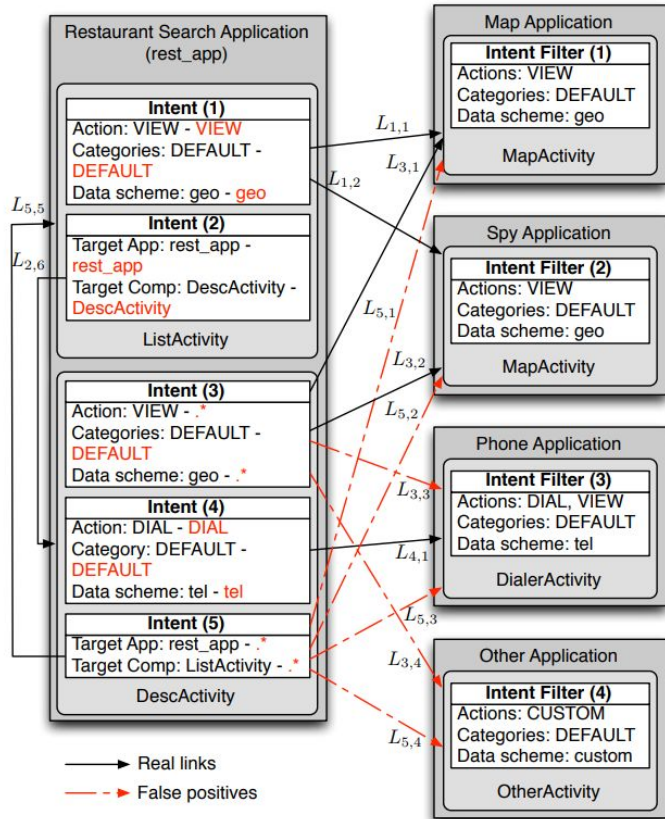 Restaurant Search Application
(rest_app)
Intent (1)
Action: VIEW - VIEW
Categories: DEFAULT -
DEFAULT
Data scheme: geo - geo
Intent (2)
Target App: rest_app -
rest_app
Target Comp: DescActivity -
DescActivity
ListActivity
Intent (3)
Action: VIEW - .*
Categories: DEFAULT -
DEFAULT
Data scheme: geo - .*
Intent (4)
Action: DIAL - DIAL
Category: DEFAULT -
DEFAULT
Data scheme: tel - tel
Intent (5)
Target App: rest_app - .*
Target Comp: ListActivity - .*
DescActivity
L5,5
L2,6
L1,1
L3,1
L1,2
L5,1
L3,2
L5,2
L3,3
L4,1
L5,3
L3,4
L5,4
Map Application
Intent Filter (1)
Actions: VIEW
Categories: DEFAULT
Data scheme: geo
MapActivity
Spy Application
Intent Filter (2)
Actions: VIEW
Categories: DEFAULT
Data scheme: geo
MapActivity
Phone Application
Intent Filter (3)
Actions: DIAL, VIEW
Categories: DEFAULT
Data scheme: tel
DialerActivity
Other Application
Intent Filter (4)
Actions: CUSTOM
Categories: DEFAULT
Data scheme: custom
OtherActivity
Real links
False positives